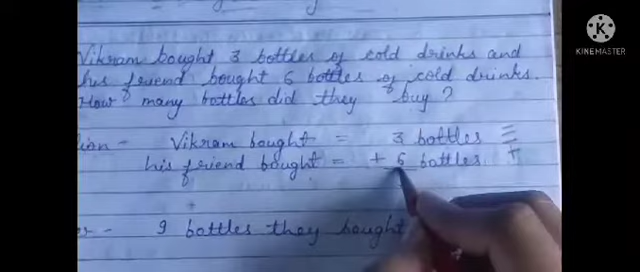 Vikram bought 3 bottles of cold drinks and
his friend bought 6 bottles of cold drinks.
How many bottles did they buy ?
Vikram bought = 3 bottles
his friend bought = + 6 bottles
9 bottles they bought
KINEMASTER